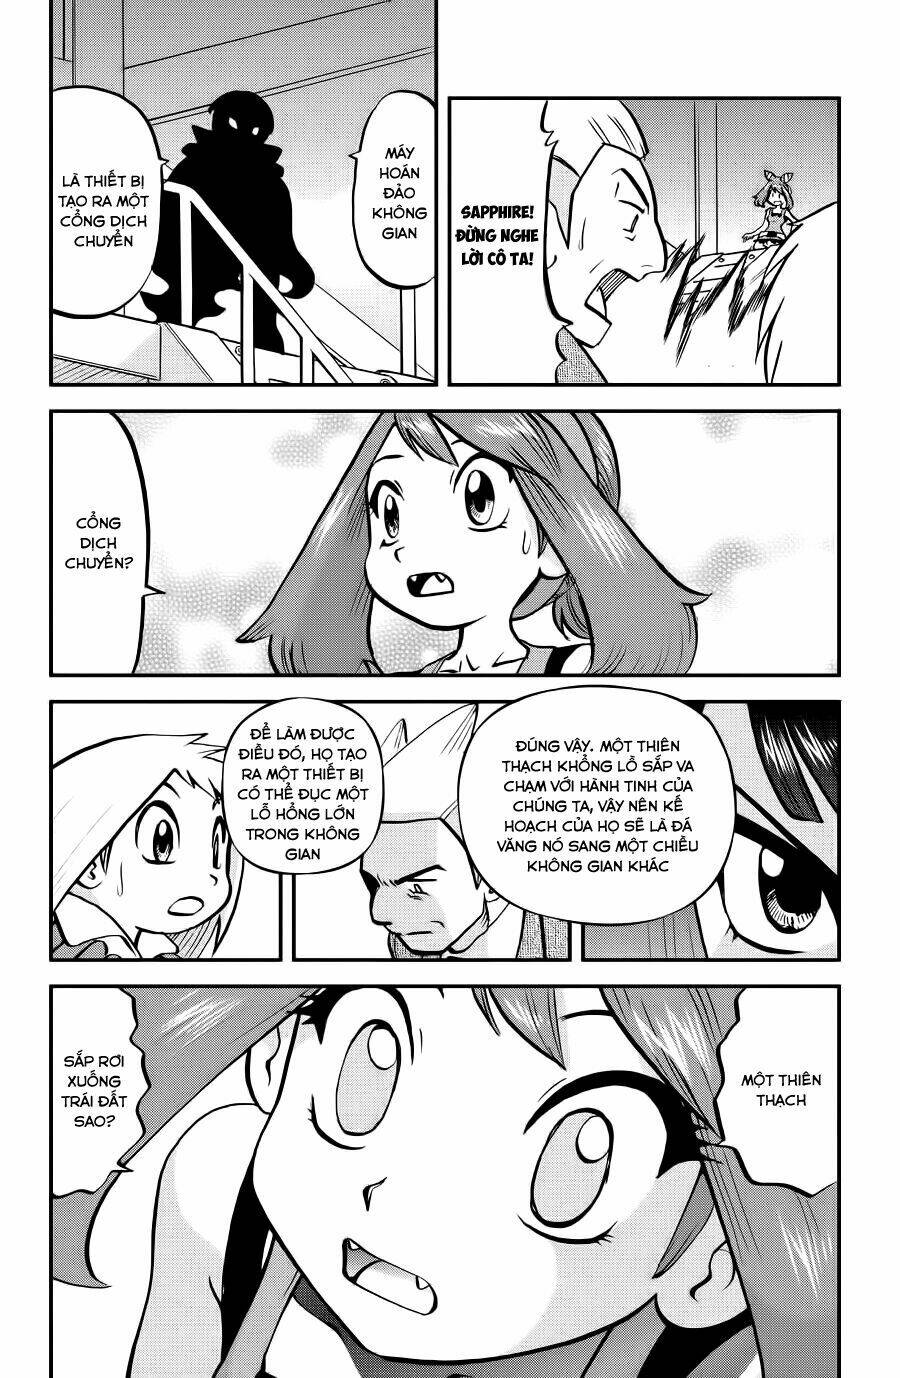 SAPPHIRE!
ĐỪNG NGHE
LỜI CÔ TA!
MÁY
HOÁN
ĐẢO
KHÔNG
GIAN
LÀ THIẾT BỊ
TẠO RA MỘT
CỔNG DỊCH
CHUYỂN
CỔNG
DỊCH
CHUYỂN?
ĐÚNG VẬY. MỘT THIÊN
THẠCH KHỔNG LỒ SẮP VA
CHẠM VỚI HÀNH TINH CỦA
CHÚNG TA, VẬY NÊN KẾ
HOẠCH CỦA HỌ SẼ LÀ ĐÁ
VĂNG NÓ SANG MỘT CHIỀU
KHÔNG GIAN KHÁC
ĐỂ LÀM ĐƯỢC
ĐIỀU ĐÓ, HỌ TẠO
RA MỘT THIẾT BỊ
CÓ THỂ ĐỤC MỘT
LỖ HỔNG LỚN
TRONG KHÔNG
GIAN
MỘT THIÊN
THẠCH
SẮP RƠI
XUỐNG
TRÁI ĐẤT
SAO?